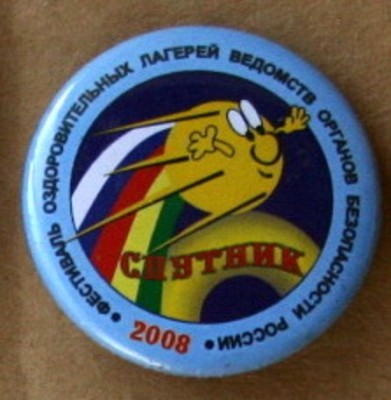 • ФЕСТИВАЛЬ ОЗДОРОВИТЕЛЬНЫХ ЛАГЕРЕЙ ВЕДОМСТВ ОРГАНОВ БЕЗОПАСНОСТИ РОССИИ •
СПУТНИК
2008